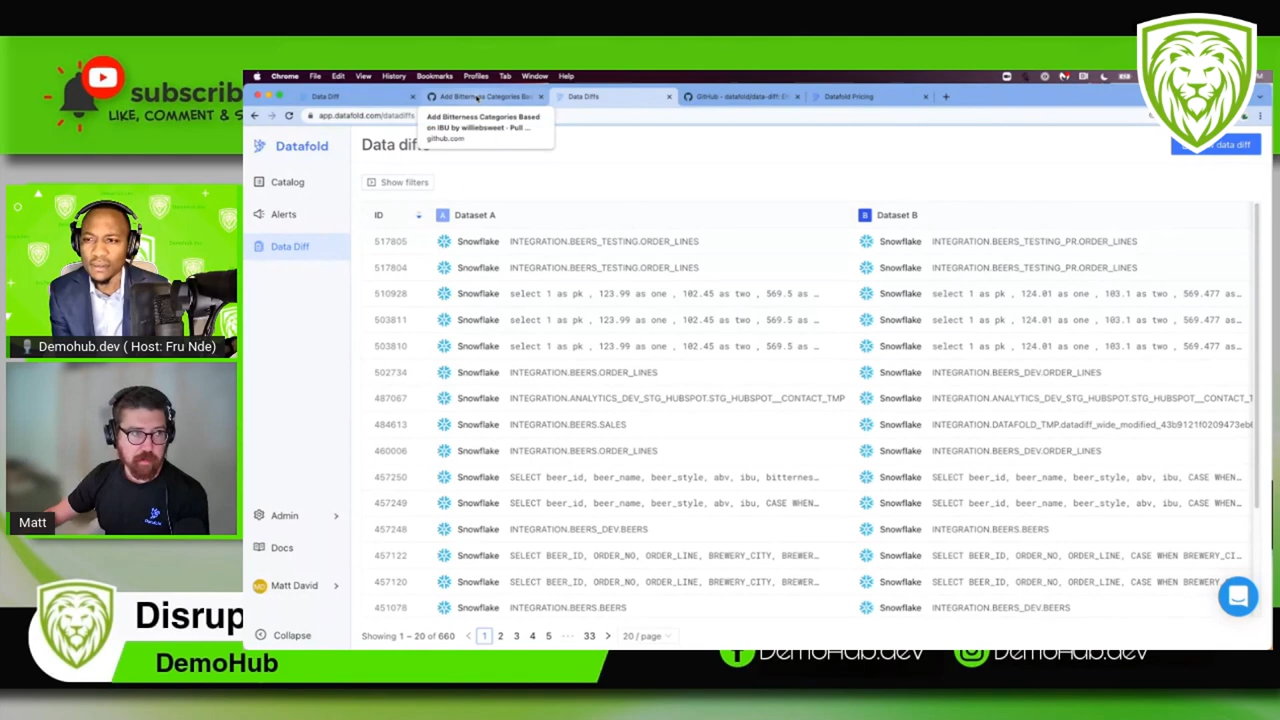 subscrib
LIKE, COMMENT & S
Chrome File Edit View History Bookmarks Profiles Tab Window Help
Data Diff
Add Bitterness Categories Bas
Data Diffs
GitHub - datafold/data-diff: Ef
Datafold Pricing
app.datafold.com/datadiffs
Add Bitterness Categories Based
on IBU by williebsweet · Pull ...
github.com
Datafold
Catalog
Alerts
Data Diff
Admin
Docs
Matt David
Collapse
Data diffs
data diff
Show filters
ID A Dataset A B Dataset B
517805 Snowflake INTEGRATION.BEERS_TESTING.ORDER_LINES Snowflake INTEGRATION.BEERS_TESTING_PR.ORDER_LINES
517804 Snowflake INTEGRATION.BEERS_TESTING.ORDER_LINES Snowflake INTEGRATION.BEERS_TESTING_PR.ORDER_LINES
510928 Snowflake select 1 as pk , 123.99 as one , 102.45 as two , 569.5 as … Snowflake select 1 as pk , 124.01 as one , 103.1 as two , 569.477 as…
503811 Snowflake select 1 as pk , 123.99 as one , 102.45 as two , 569.5 as … Snowflake select 1 as pk , 124.01 as one , 103.1 as two , 569.477 as…
503810 Snowflake select 1 as pk , 123.99 as one , 102.45 as two , 569.5 as … Snowflake select 1 as pk , 124.01 as one , 103.1 as two , 569.477 as…
502734 Snowflake INTEGRATION.BEERS.ORDER_LINES Snowflake INTEGRATION.BEERS_DEV.ORDER_LINES
487067 Snowflake INTEGRATION.ANALYTICS_DEV_STG_HUBSPOT.STG_HUBSPOT__CONTACT_TMP Snowflake INTEGRATION.ANALYTICS_DEV_STG_HUBSPOT.STG_HUBSPOT__CONTACT_T
484613 Snowflake INTEGRATION.BEERS.SALES Snowflake INTEGRATION.DATAFOLD_TMP.datadiff_wide_modified_43b9121f0209473eb
460006 Snowflake INTEGRATION.BEERS.ORDER_LINES Snowflake INTEGRATION.BEERS_DEV.ORDER_LINES
457250 Snowflake SELECT beer_id, beer_name, beer_style, abv, ibu, bitternes… Snowflake SELECT beer_id, beer_name, beer_style, abv, ibu, CASE WHEN…
457249 Snowflake SELECT beer_id, beer_name, beer_style, abv, ibu, CASE WHEN… Snowflake SELECT beer_id, beer_name, beer_style, abv, ibu, CASE WHEN…
457248 Snowflake INTEGRATION.BEERS_DEV.BEERS Snowflake INTEGRATION.BEERS.BEERS
457122 Snowflake SELECT BEER_ID, ORDER_NO, ORDER_LINE, BREWERY_CITY, BREWER… Snowflake SELECT BEER_ID, ORDER_NO, ORDER_LINE, CASE WHEN BREWERY_CI…
457120 Snowflake SELECT BEER_ID, ORDER_NO, ORDER_LINE, BREWERY_CITY, BREWER… Snowflake SELECT BEER_ID, ORDER_NO, ORDER_LINE, CASE WHEN BREWERY_
451078 Snowflake INTEGRATION.BEERS.BEERS Snowflake INTEGRATION.BEERS_DEV.BEERS
Showing 1 – 20 of 660 < 1 2 3 4 5 ··· 33 > 20 / page
Demohub.dev ( Host: Fru Nde)
Matt
Datafold
Disrup
DemoHub
DemoHub.dev
DemoHub.dev